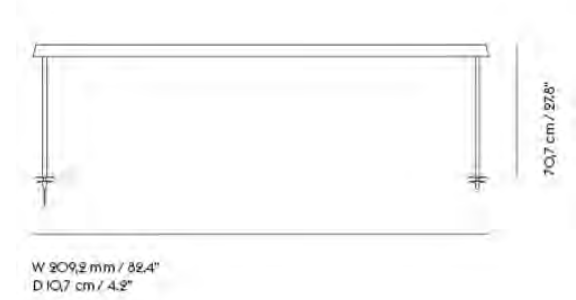 70,7 cm / 27.8"
W 209,2 mm / 82.4"
D 10,7 cm / 4.2"